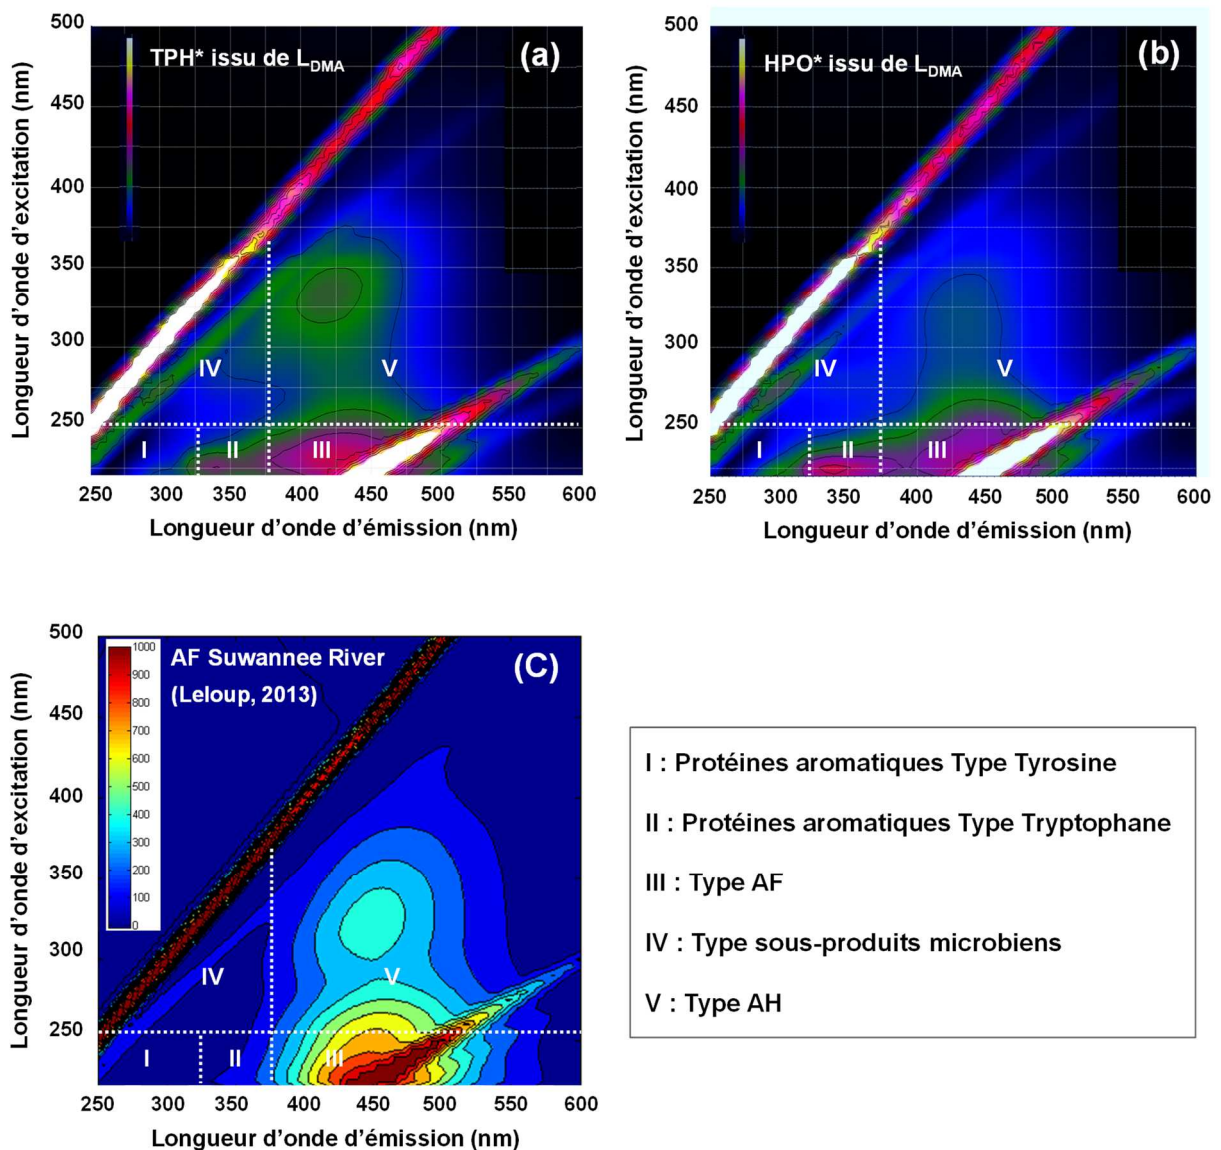 500
450
400
350
300
250
Longueur d'onde d'excitation (nm)
TPH* issu de LDMA
(a)
IV
V
I
II
III
250 300 350 400 450 500 550 600
Longueur d'onde d'émission (nm)
500
450
400
350
300
250
Longueur d'onde d'excitation (nm)
HPO* issu de LDMA
(b)
IV
V
I
II
III
250 300 350 400 450 500 550 600
Longueur d'onde d'émission (nm)
500
450
400
350
300
250
Longueur d'onde d'excitation (nm)
1000
900
800
700
600
500
400
300
200
100
0
AF Suwannee River
(Leloup, 2013)
(C)
IV
V
I
II
III
250 300 350 400 450 500 550 600
Longueur d'onde d'émission (nm)
I : Protéines aromatiques Type Tyrosine
II : Protéines aromatiques Type Tryptophane
III : Type AF
IV : Type sous-produits microbiens
V : Type AH